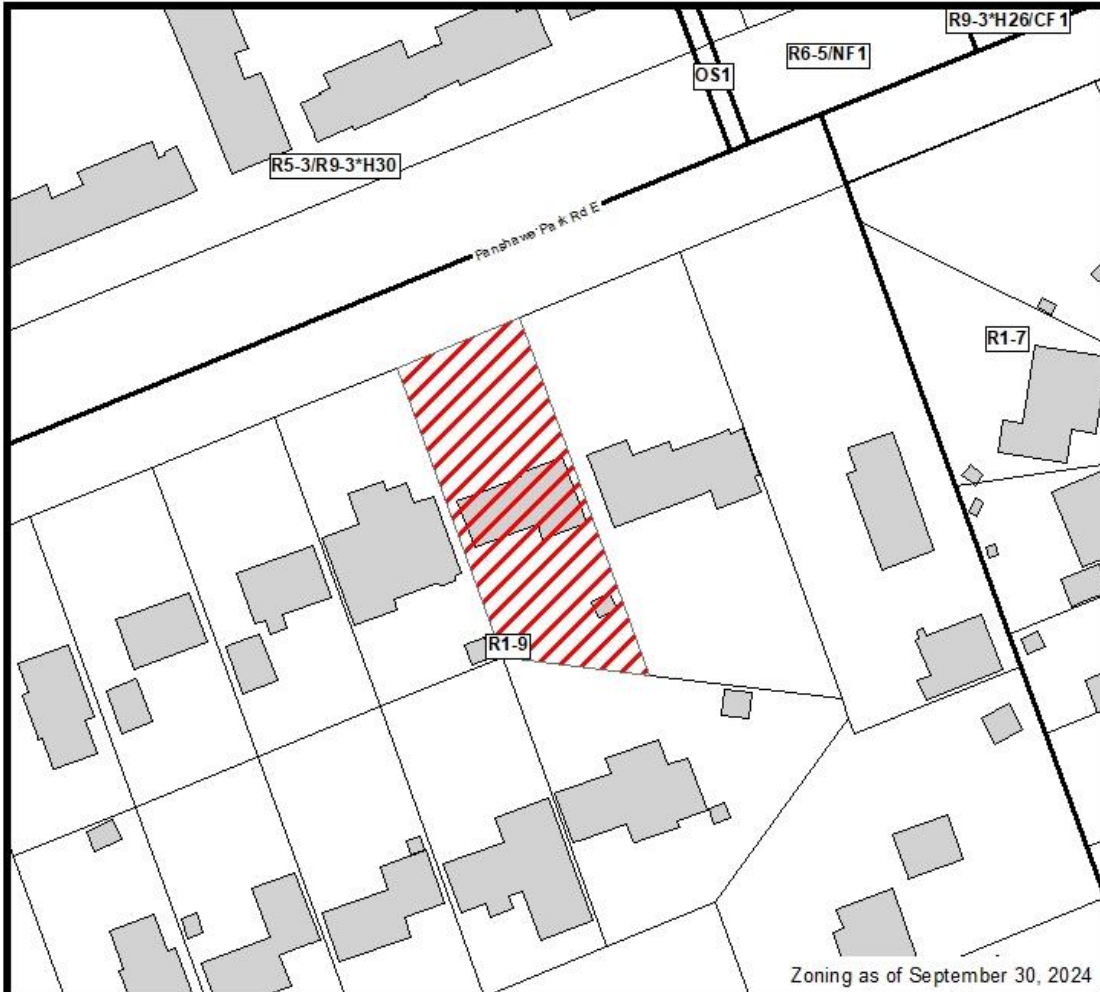 R9-3*H26/CF1
R6-5/NF1
OS1
R5-3/R9-3*H30
Fanshawe Park Rd E
R1-7
R1-9
Zoning as of September 30, 2024